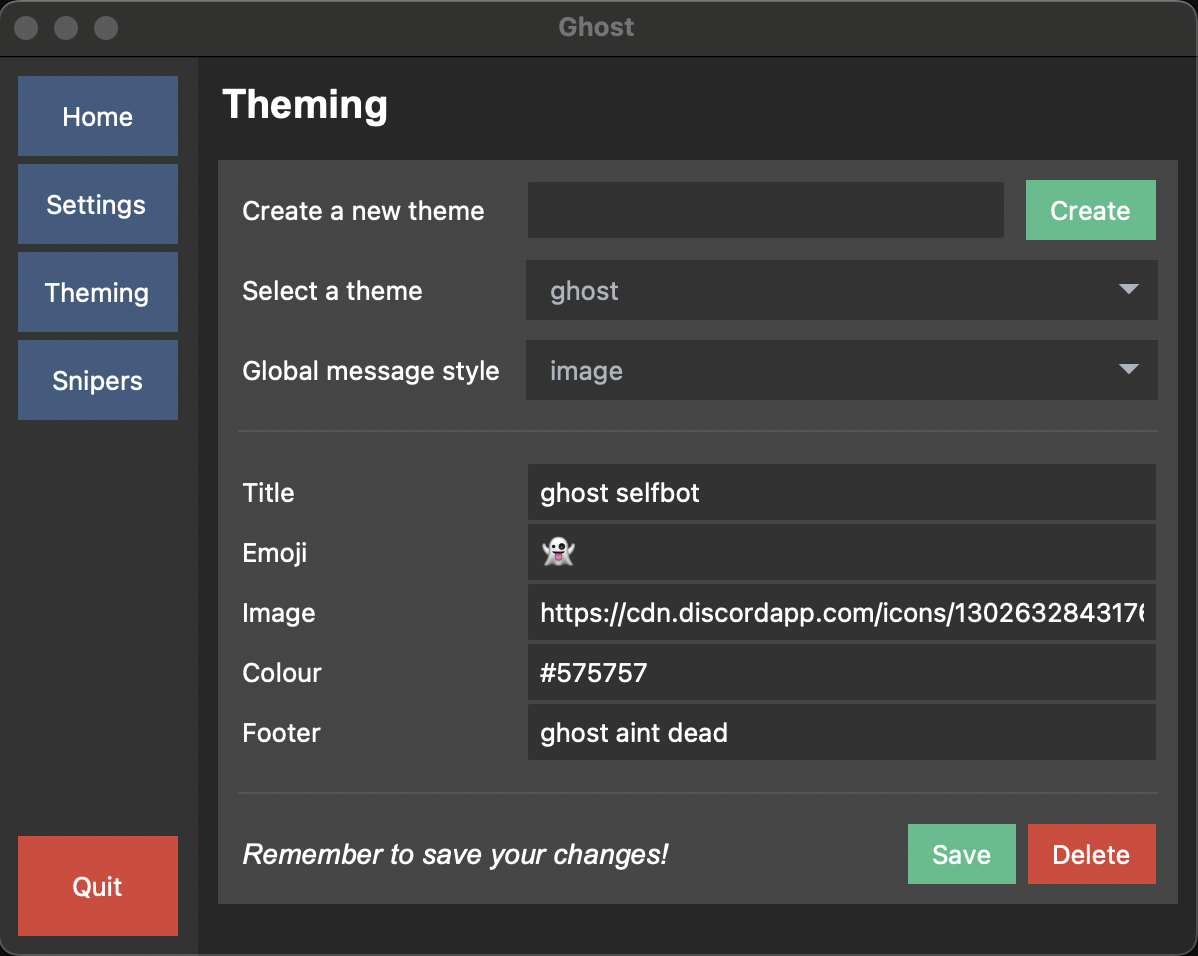 Ghost
Home
Settings
Theming
Snipers
Quit
Theming
Create a new theme
Create
Select a theme
ghost
Global message style
image
Title
ghost selfbot
Emoji
👻
Image
https://cdn.discordapp.com/icons/1302632843176
Colour
#575757
Footer
ghost aint dead
Remember to save your changes!
Save
Delete